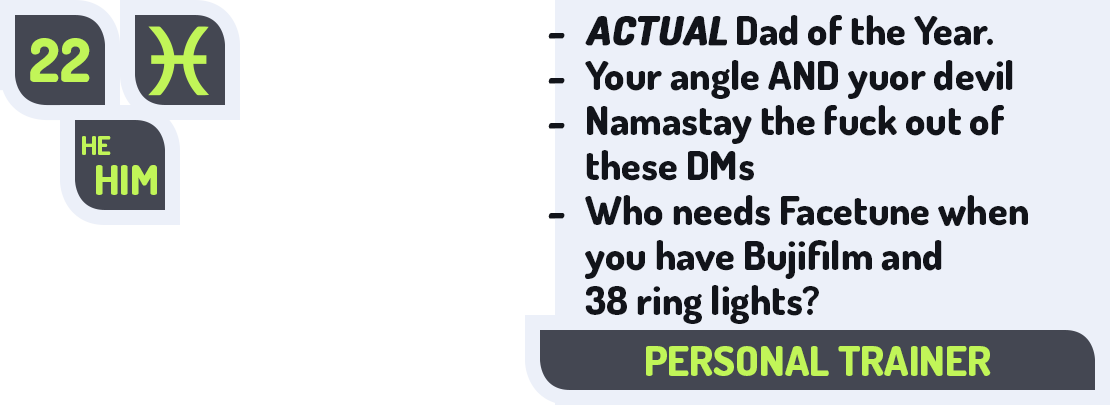 22 ♓
HE
HIM
- ACTUAL Dad of the Year.
- Your angle AND yuor devil
- Namastay the fuck out of
these DMs
- Who needs Facetune when
you have Bujifilm and
38 ring lights?
PERSONAL TRAINER